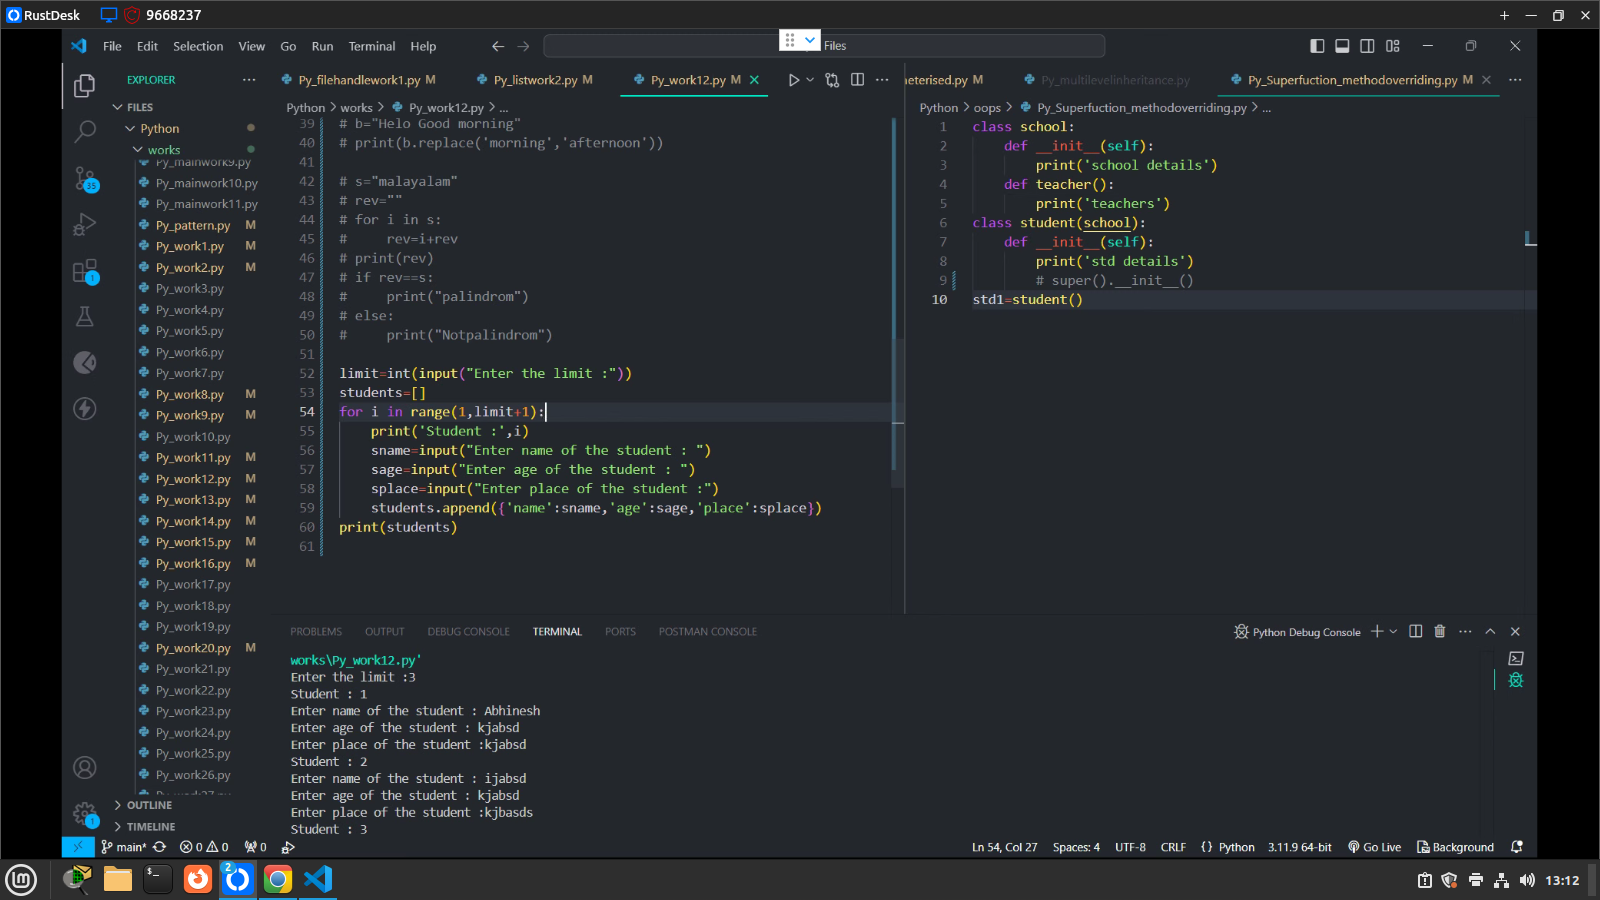 RustDesk 9668237
File Edit Selection View Go Run Terminal Help
Files
EXPLORER
Py_filehandlework1.py M
Py_listwork2.py M
Py_work12.py M
neterised.py M
Py_multilevelinheritance.py
Py_Superfuction_methodoverriding.py M
FILES
Python
works
Py_mainwork9.py
Py_mainwork10.py
Py_mainwork11.py
Py_pattern.py M
Py_work1.py M
Py_work2.py M
Py_work3.py
Py_work4.py
Py_work5.py
Py_work6.py
Py_work7.py
Py_work8.py M
Py_work9.py M
Py_work10.py
Py_work11.py M
Py_work12.py M
Py_work13.py M
Py_work14.py M
Py_work15.py M
Py_work16.py M
Py_work17.py
Py_work18.py
Py_work19.py
Py_work20.py M
Py_work21.py
Py_work22.py
Py_work23.py
Py_work24.py
Py_work25.py
Py_work26.py
OUTLINE
TIMELINE
35
1
1
Python > works > Py_work12.py > ...
39 # b="Helo Good morning"
40 # print(b.replace('morning','afternoon'))
41
42 # s="malayalam"
43 # rev=""
44 # for i in s:
45 #     rev=i+rev
46 # print(rev)
47 # if rev==s:
48 #     print("palindrom")
49 # else:
50 #     print("Notpalindrom")
51
52 limit=int(input("Enter the limit :"))
53 students=[]
54 for i in range(1,limit+1):
55     print('Student :',i)
56     sname=input("Enter name of the student : ")
57     sage=input("Enter age of the student : ")
58     splace=input("Enter place of the student :")
59     students.append({'name':sname,'age':sage,'place':splace})
60 print(students)
61
Python > oops > Py_Superfuction_methodoverriding.py > ...
1 class school:
2     def __init__(self):
3         print('school details')
4     def teacher():
5         print('teachers')
6 class student(school):
7     def __init__(self):
8         print('std details')
9         # super().__init__()
10 std1=student()
PROBLEMS OUTPUT DEBUG CONSOLE TERMINAL PORTS POSTMAN CONSOLE
Python Debug Console
works\Py_work12.py'
Enter the limit :3
Student : 1
Enter name of the student : Abhinesh
Enter age of the student : kjabsd
Enter place of the student :kjabsd
Student : 2
Enter name of the student : ijabsd
Enter age of the student : kjabsd
Enter place of the student :kjbasds
Student : 3
main* 0 0 0
Ln 54, Col 27 Spaces: 4 UTF-8 CRLF {} Python 3.11.9 64-bit Go Live Background
2
13:12